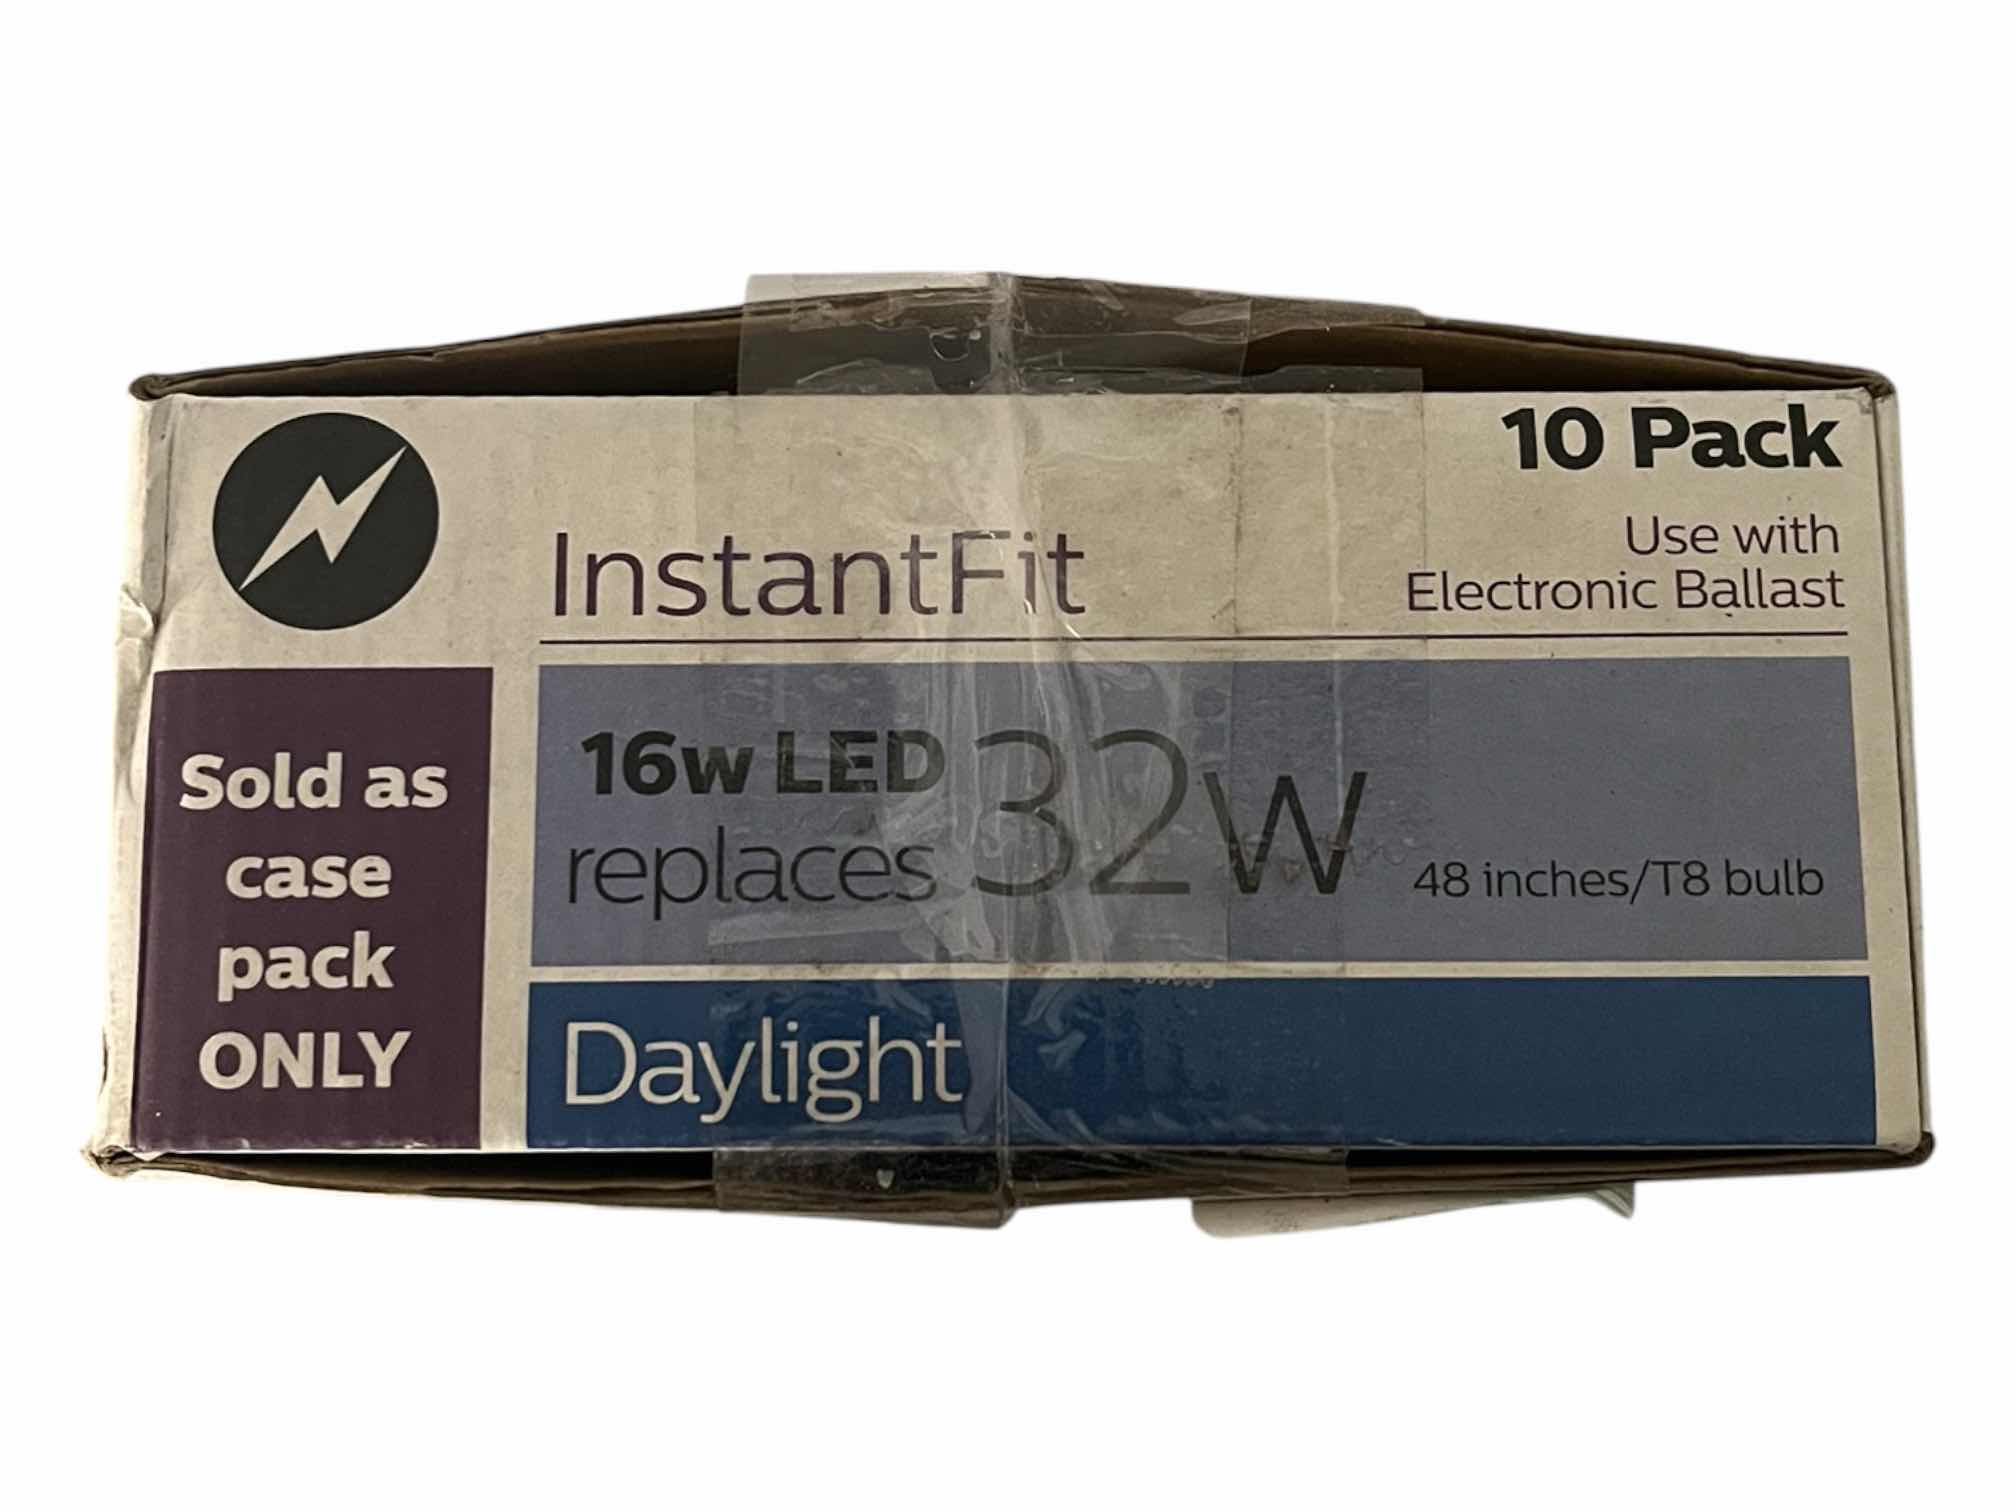 10 Pack
InstantFit
Use with
Electronic Ballast
Sold as
case
pack
ONLY
16w LED
replaces
32W
48 inches/T8 bulb
Daylight